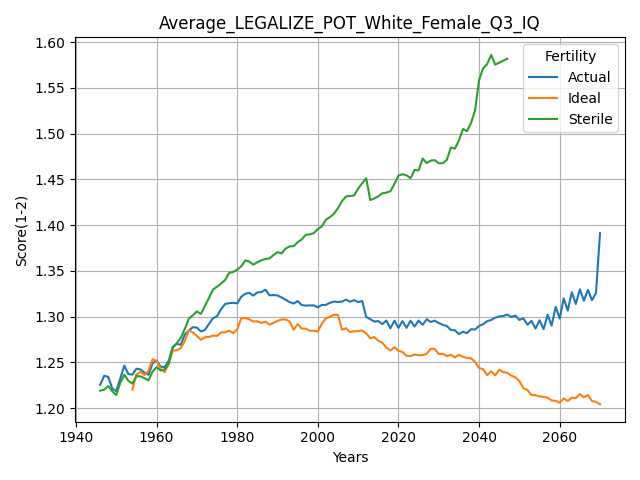 Average_LEGALIZE_POT_White_Female_Q3_IQ
Fertility
Actual
Ideal
Sterile
Score(1-2)
1.60
1.55
1.50
1.45
1.40
1.35
1.30
1.25
1.20
1940 1960 1980 2000 2020 2040 2060
Years